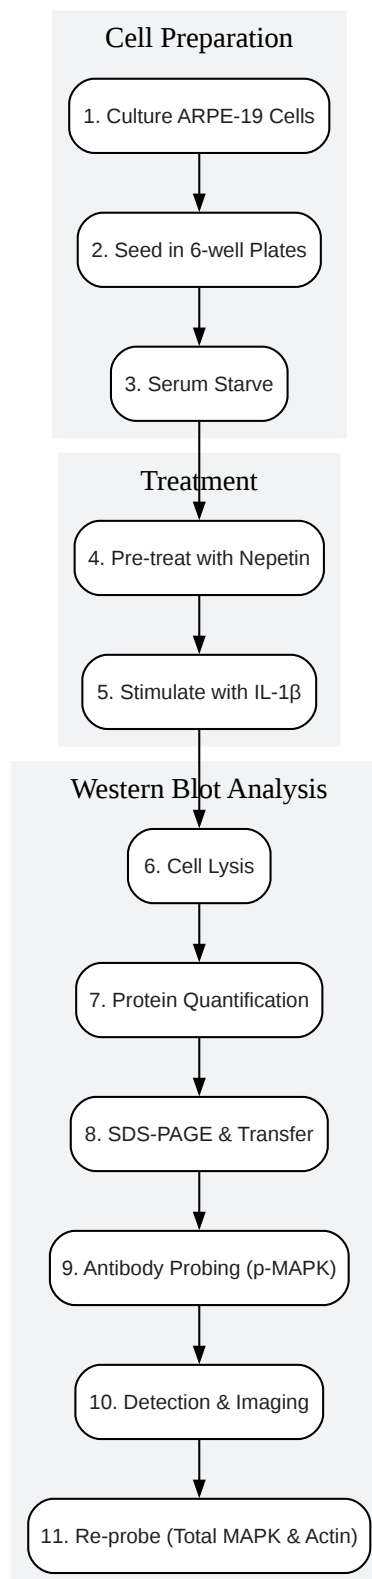 Cell Preparation
1. Culture ARPE-19 Cells
2. Seed in 6-well Plates
3. Serum Starve
Treatment
4. Pre-treat with Nepetin
5. Stimulate with IL-1β
Western Blot Analysis
6. Cell Lysis
7. Protein Quantification
8. SDS-PAGE & Transfer
9. Antibody Probing (p-MAPK)
10. Detection & Imaging
11. Re-probe (Total MAPK & Actin)